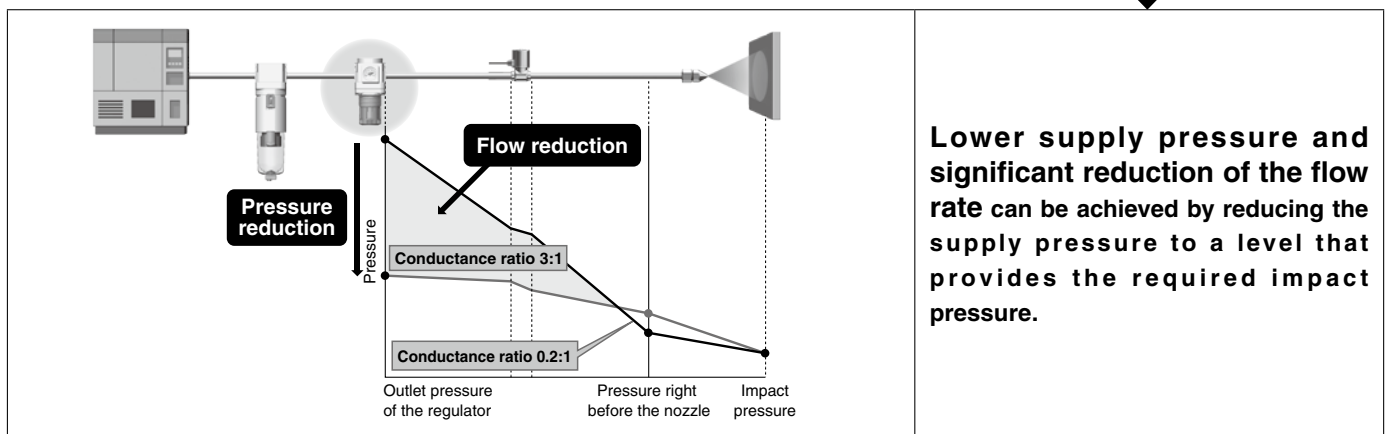 Flow reduction
Pressure
reduction
Pressure
Conductance ratio 3:1
Conductance ratio 0.2:1
Outlet pressure
of the regulator
Pressure right
before the nozzle
Impact
pressure
Lower supply pressure and
significant reduction of the flow
rate can be achieved by reducing the
supply pressure to a level that
provides the required impact
pressure.